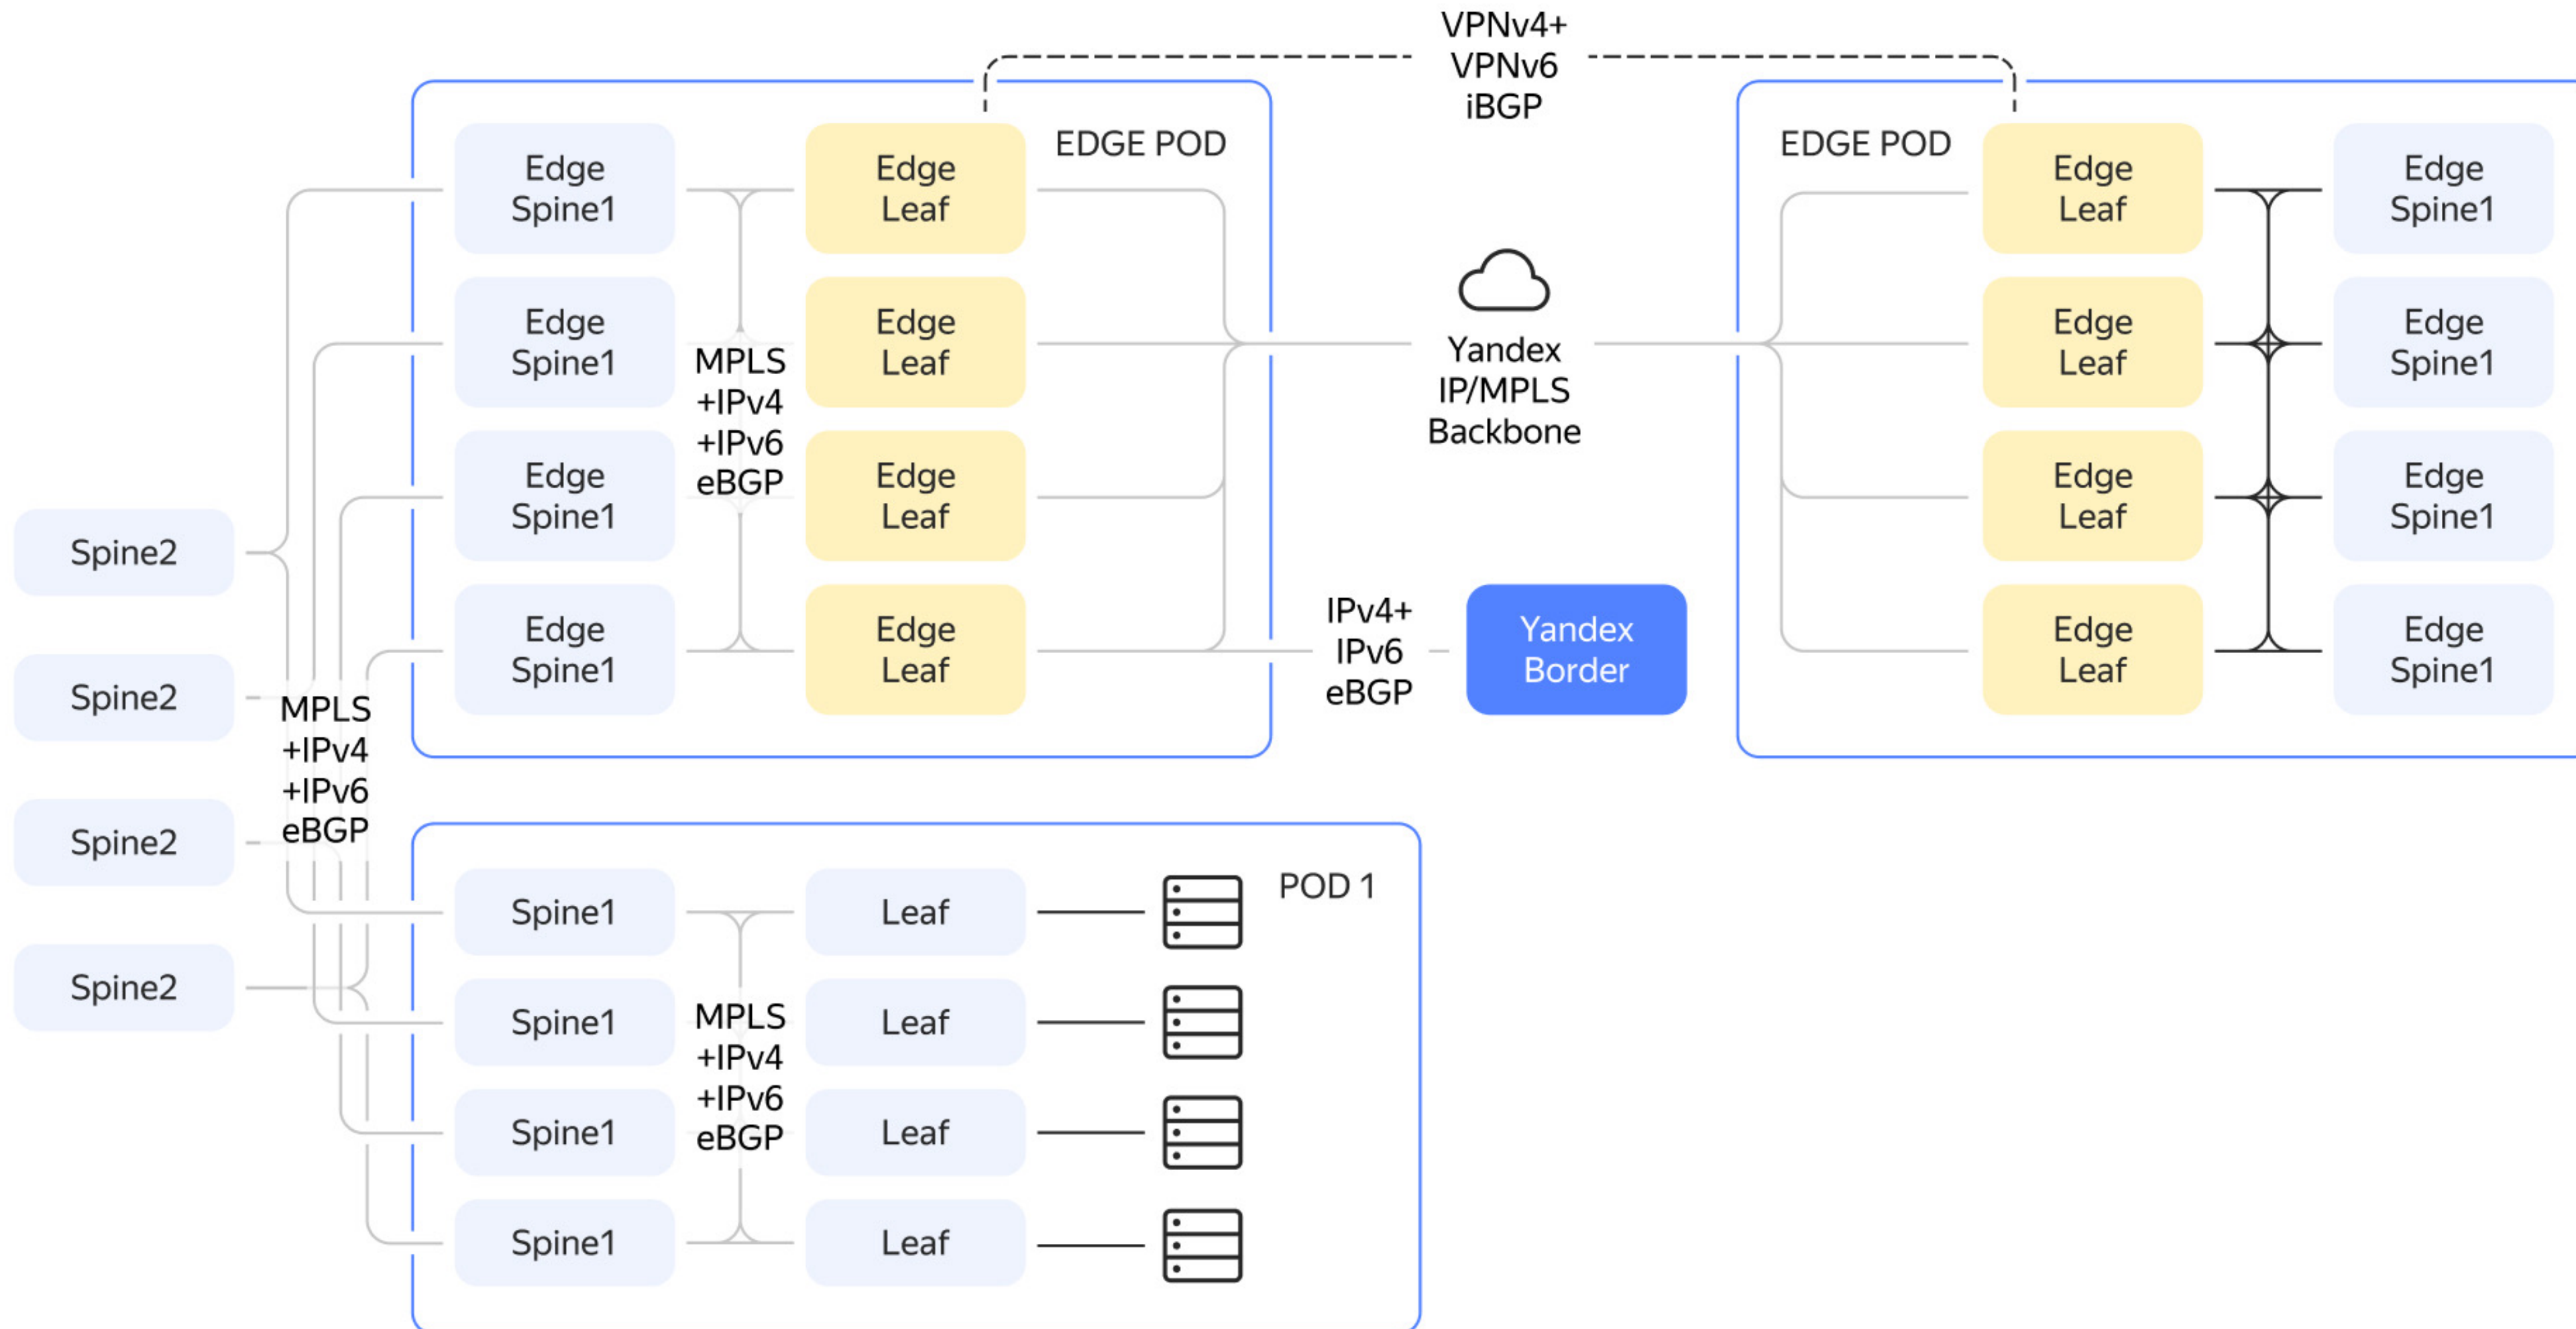 VPNv4+
VPNv6
iBGP
EDGE POD
Edge
Spine1
Edge
Leaf
Edge
Spine1
Edge
Leaf
Edge
Spine1
Edge
Leaf
Edge
Spine1
Edge
Leaf
MPLS
+IPv4
+IPv6
eBGP
Yandex
IP/MPLS
Backbone
IPv4+
IPv6
eBGP
Yandex
Border
EDGE POD
Edge
Leaf
Edge
Spine1
Edge
Leaf
Edge
Spine1
Edge
Leaf
Edge
Spine1
Edge
Leaf
Edge
Spine1
Spine2
Spine2
Spine2
Spine2
MPLS
+IPv4
+IPv6
eBGP
POD 1
Spine1
Leaf
Spine1
Leaf
Spine1
Leaf
Spine1
Leaf
MPLS
+IPv4
+IPv6
eBGP